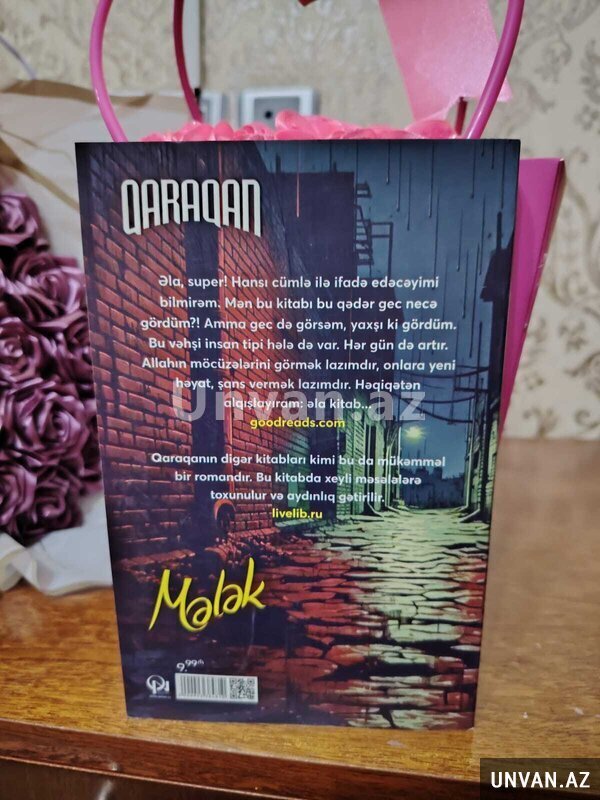 QARAQAN
Əla, super! Hansı cümlə ilə ifadə edəcəyimi
bilmirəm. Mən bu kitabı bu qədər gec necə
gördüm?! Amma gec də görsəm, yaxşı ki gördüm.
Bu vəhşi insan tipi hələ də var. Hər gün də artır.
Allahın möcüzələrini görmək lazımdır, onlara yeni
həyat, şans vermək lazımdır. Həqiqətən
alqışlayıram: əla kitab...
Unvan.az
goodreads.com
Qaraqanın digər kitabları kimi bu da mükəmməl
bir romandır. Bu kitabda xeyli məsələlərə
toxunulur və aydınlıq gətirilir.
livelib.ru
Mələk
9.99
UNVAN.AZ